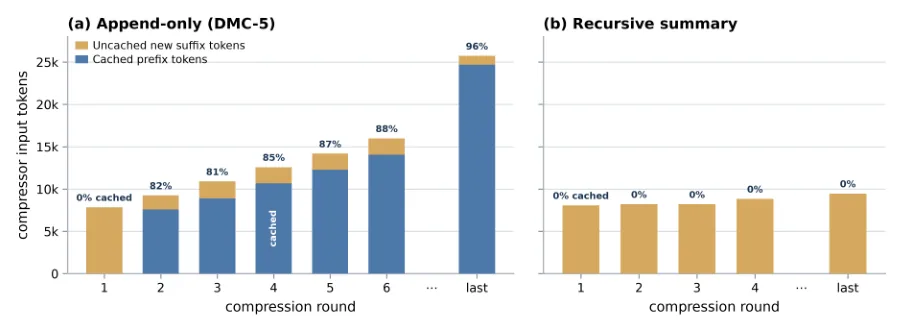 (a) Append-only (DMC-5)
Uncached new suffix tokens
Cached prefix tokens
compressor input tokens
25k
20k
15k
10k
5k
0
0% cached
82%
81%
85%
87%
88%
96%
cached
1 2 3 4 5 6 ... last
compression round
(b) Recursive summary
0% cached
0%
0%
0%
0%
1 2 3 4 ... last
compression round